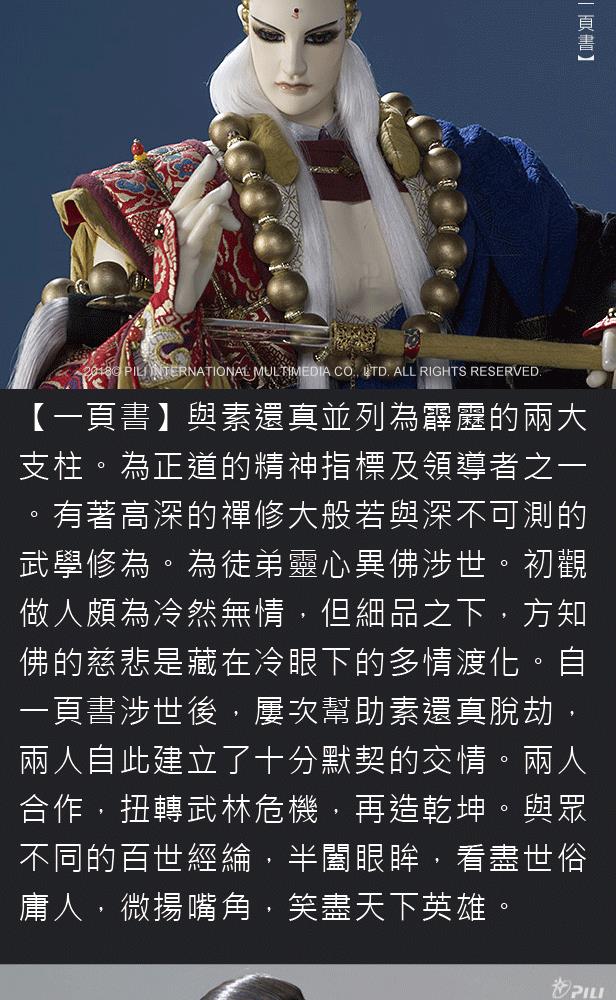 一頁書】
2018© PILI INTERNATIONAL MULTIMEDIA CO., LTD. ALL RIGHTS RESERVED.
【一頁書】與素還真並列為霹靂的兩大
支柱。為正道的精神指標及領導者之一
。有著高深的禪修大般若與深不可測的
武學修為。為徒弟靈心異佛涉世。初觀
做人頗為冷然無情，但細品之下，方知
佛的慈悲是藏在冷眼下的多情渡化。自
一頁書涉世後，屢次幫助素還真脫劫，
兩人自此建立了十分默契的交情。兩人
合作，扭轉武林危機，再造乾坤。與眾
不同的百世經綸，半闔眼眸，看盡世俗
庸人，微揚嘴角，笑盡天下英雄。
PILI